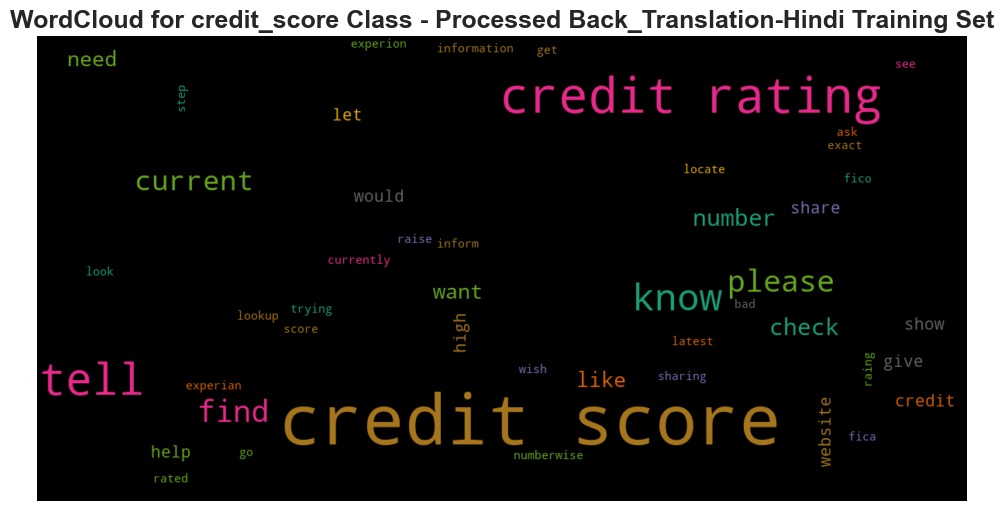 WordCloud for credit_score Class - Processed Back_Translation-Hindi Training Set
experion
information
get
need
see
step
credit rating
let
ask
exact
locate
fico
current
would
number
share
raise
inform
currently
look
want
know
please
bad
lookup
trying
score
high
check
show
latest
tell
experian
wish
like
sharing
raing
give
find
credit score
website
credit
help
go
numberwise
fica
rated